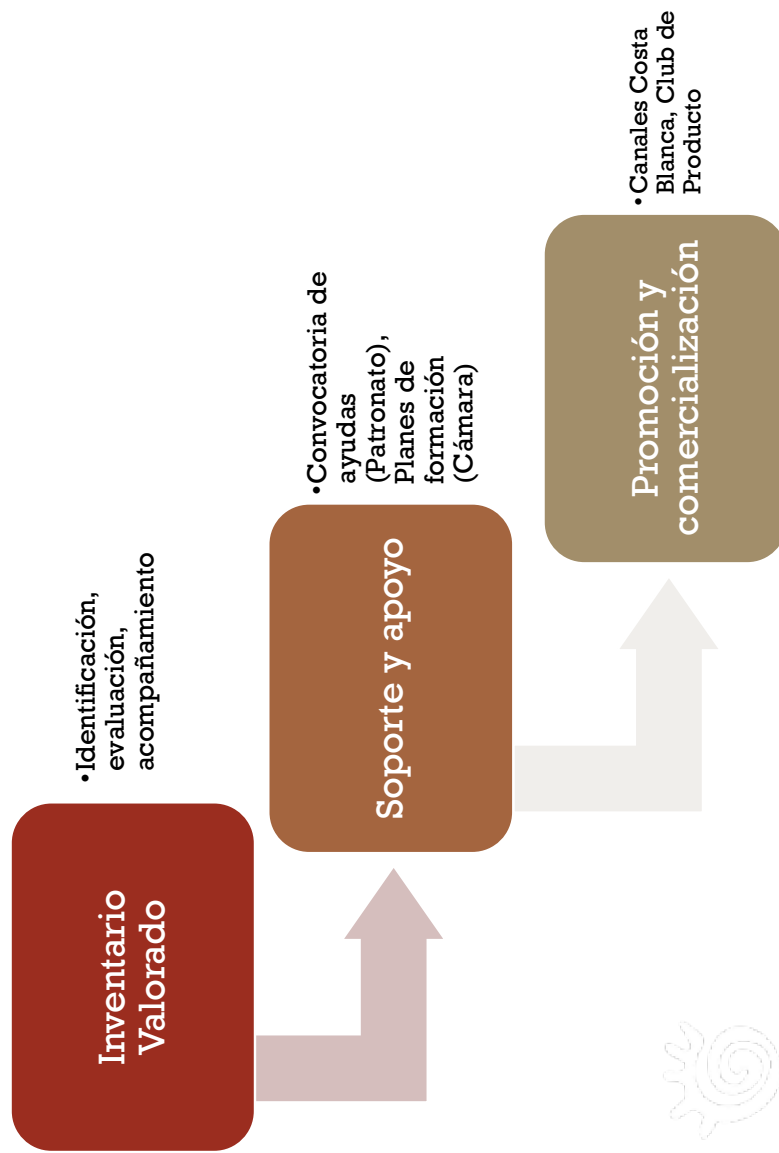 Inventario
Valorado
•Identificación,
evaluación,
acompañamiento
Soporte y apoyo
•Convocatoria de
ayudas
(Patronato),
Planes de
formación
(Cámara)
Promoción y
comercialización
•Canales Costa
Blanca, Club de
Producto